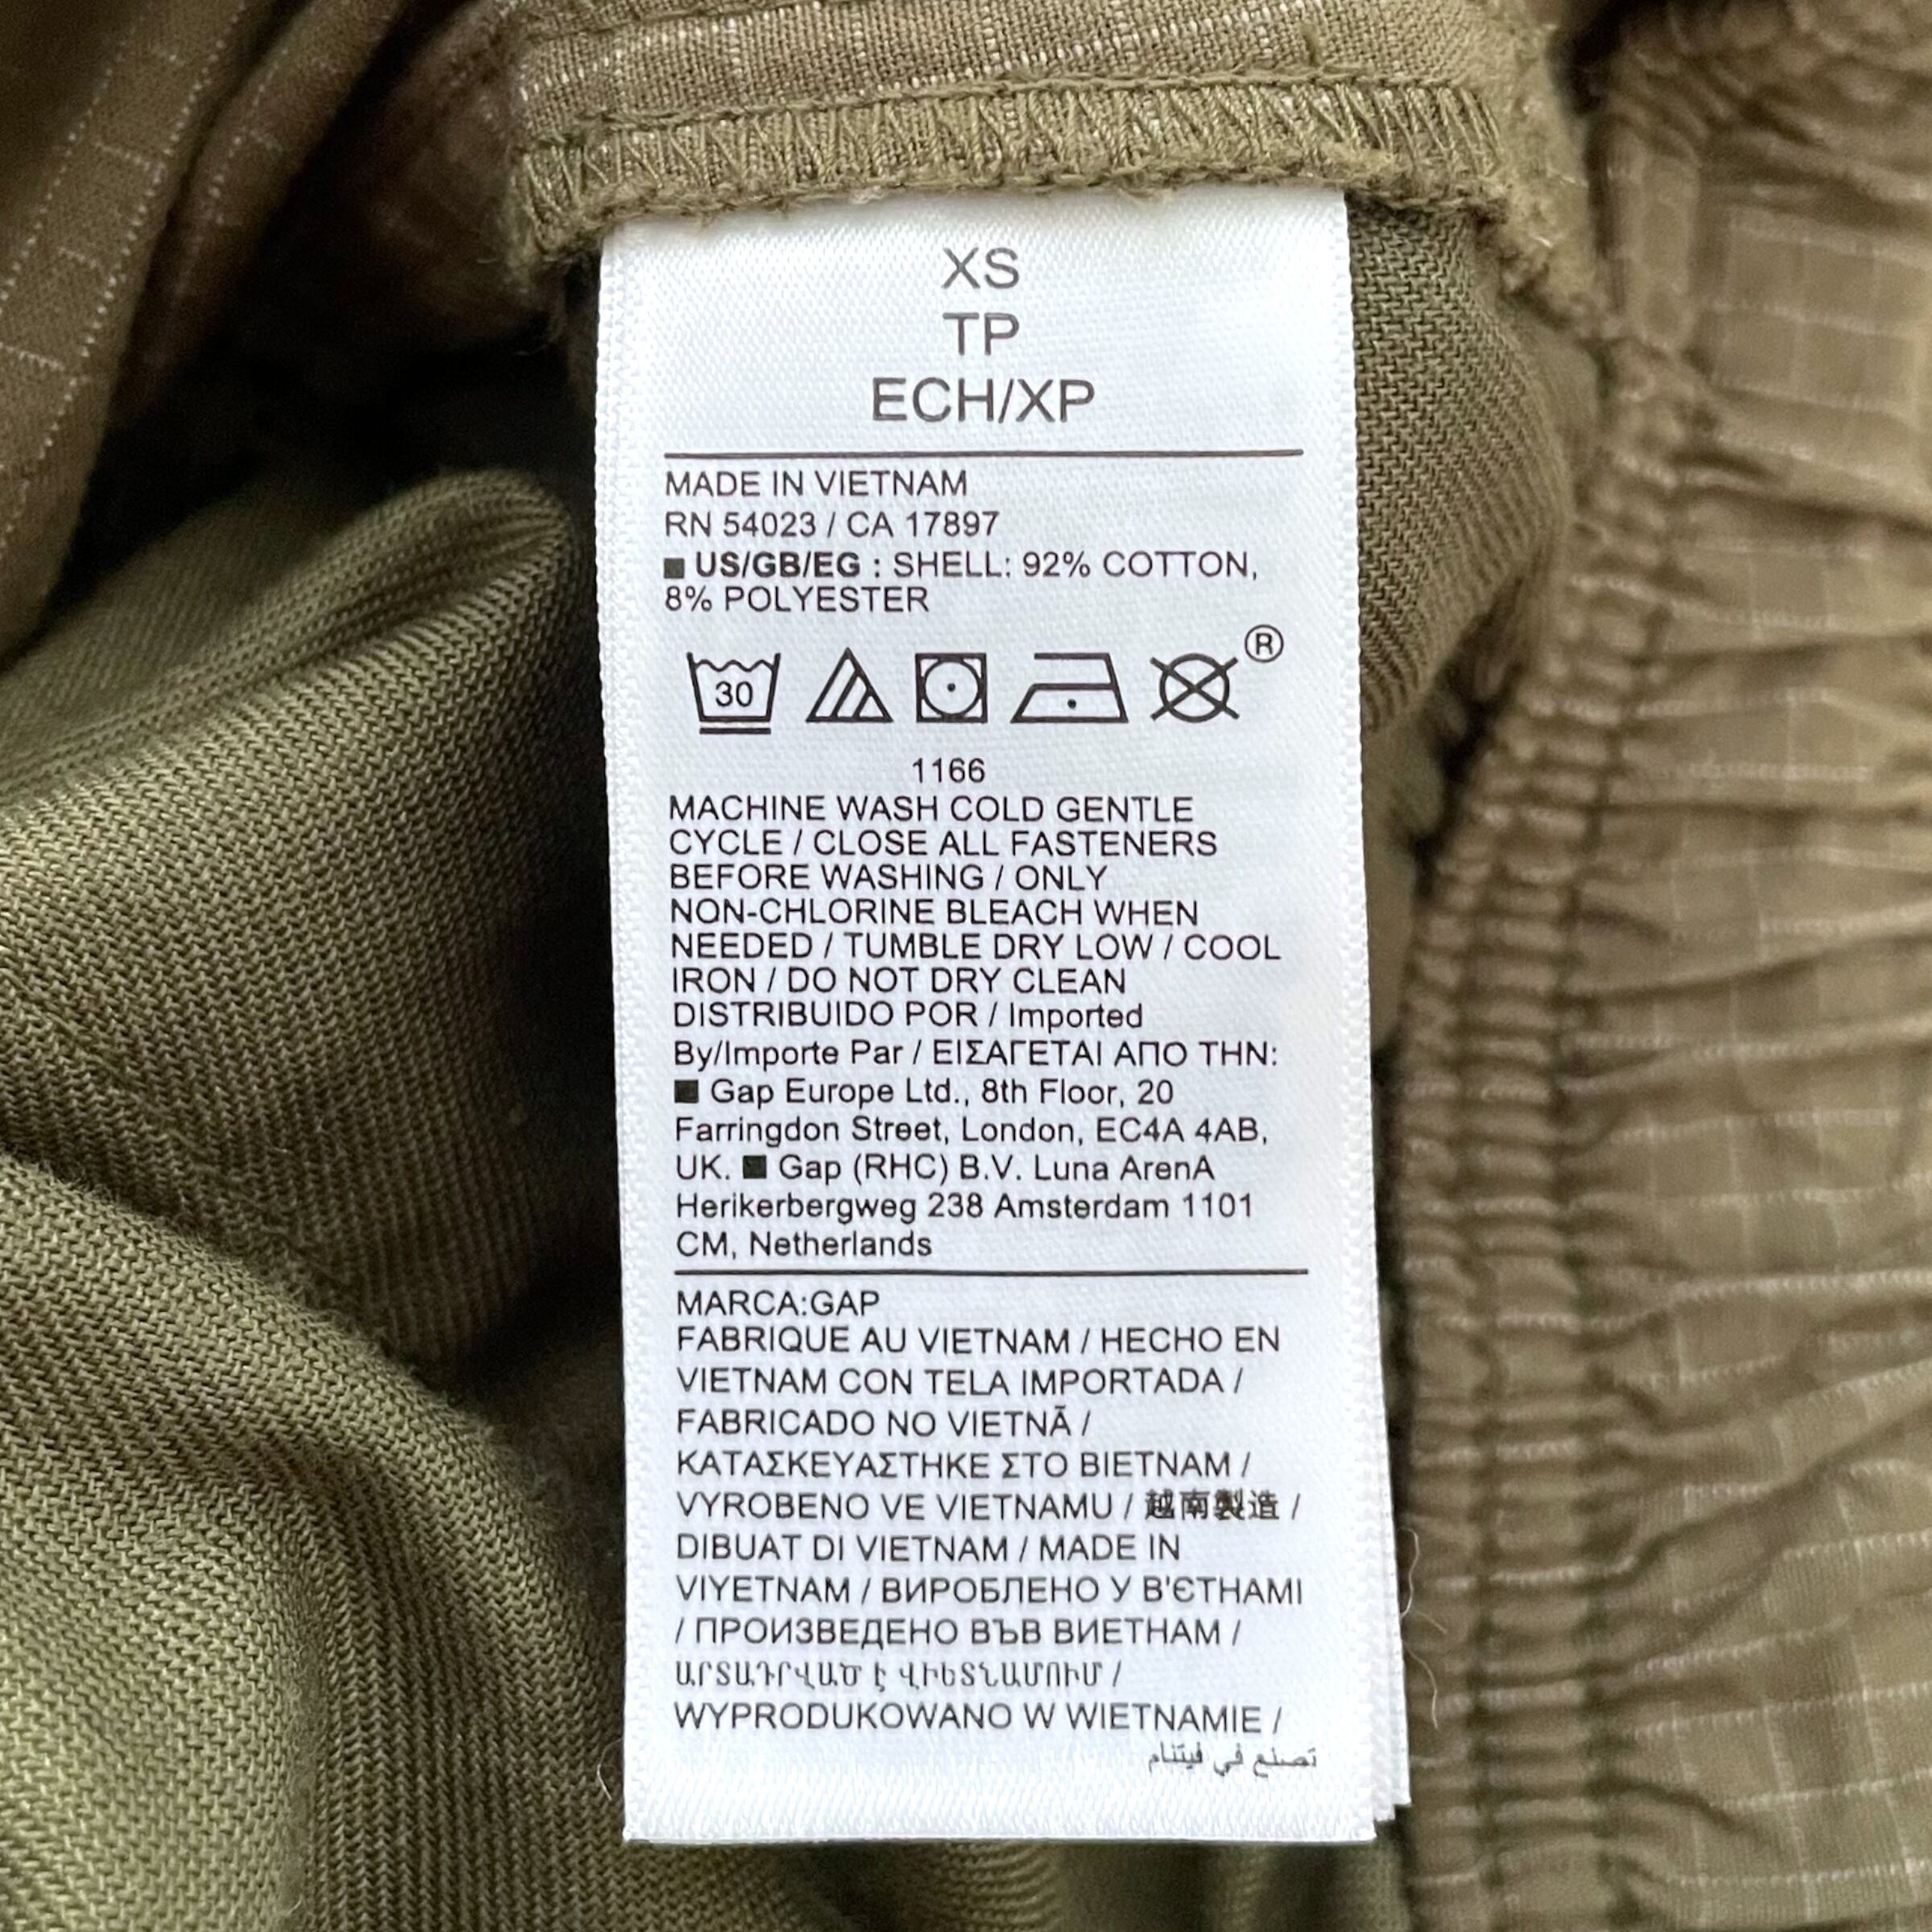 XS
TP
ECH/XP
MADE IN VIETNAM
RN 54023 / CA 17897
■ US/GB/EG : SHELL: 92% COTTON,
8% POLYESTER
30
®
1166
MACHINE WASH COLD GENTLE
CYCLE / CLOSE ALL FASTENERS
BEFORE WASHING / ONLY
NON-CHLORINE BLEACH WHEN
NEEDED / TUMBLE DRY LOW / COOL
IRON / DO NOT DRY CLEAN
DISTRIBUIDO POR / Imported
By/Importe Par / ΕΙΣΑΓΕΤΑΙ ΑΠΟ ΤΗΝ:
■ Gap Europe Ltd., 8th Floor, 20
Farringdon Street, London, EC4A 4AB,
UK. ■ Gap (RHC) B.V. Luna ArenA
Herikerbergweg 238 Amsterdam 1101
CM, Netherlands
MARCA:GAP
FABRIQUE AU VIETNAM / HECHO EN
VIETNAM CON TELA IMPORTADA /
FABRICADO NO VIETNÃ /
ΚΑΤΑΣΚΕΥΑΣΤΗΚΕ ΣΤΟ ΒΙΕΤΝΑΜ /
VYROBENO VE VIETNAMU / 越南製造 /
DIBUAT DI VIETNAM / MADE IN
VIYETNAM / ВИРОБЛЕНО У В'ЄТНАМІ
/ ПРОИЗВЕДЕНО ВЪВ ВИЕТНАМ /
ԱՐՏԱԴՐՎԱԾ է ՎԻԵՏՆԱՄՈՒՄ /
WYPRODUKOWANO W WIETNAMIE /
تصنع في فيتنام